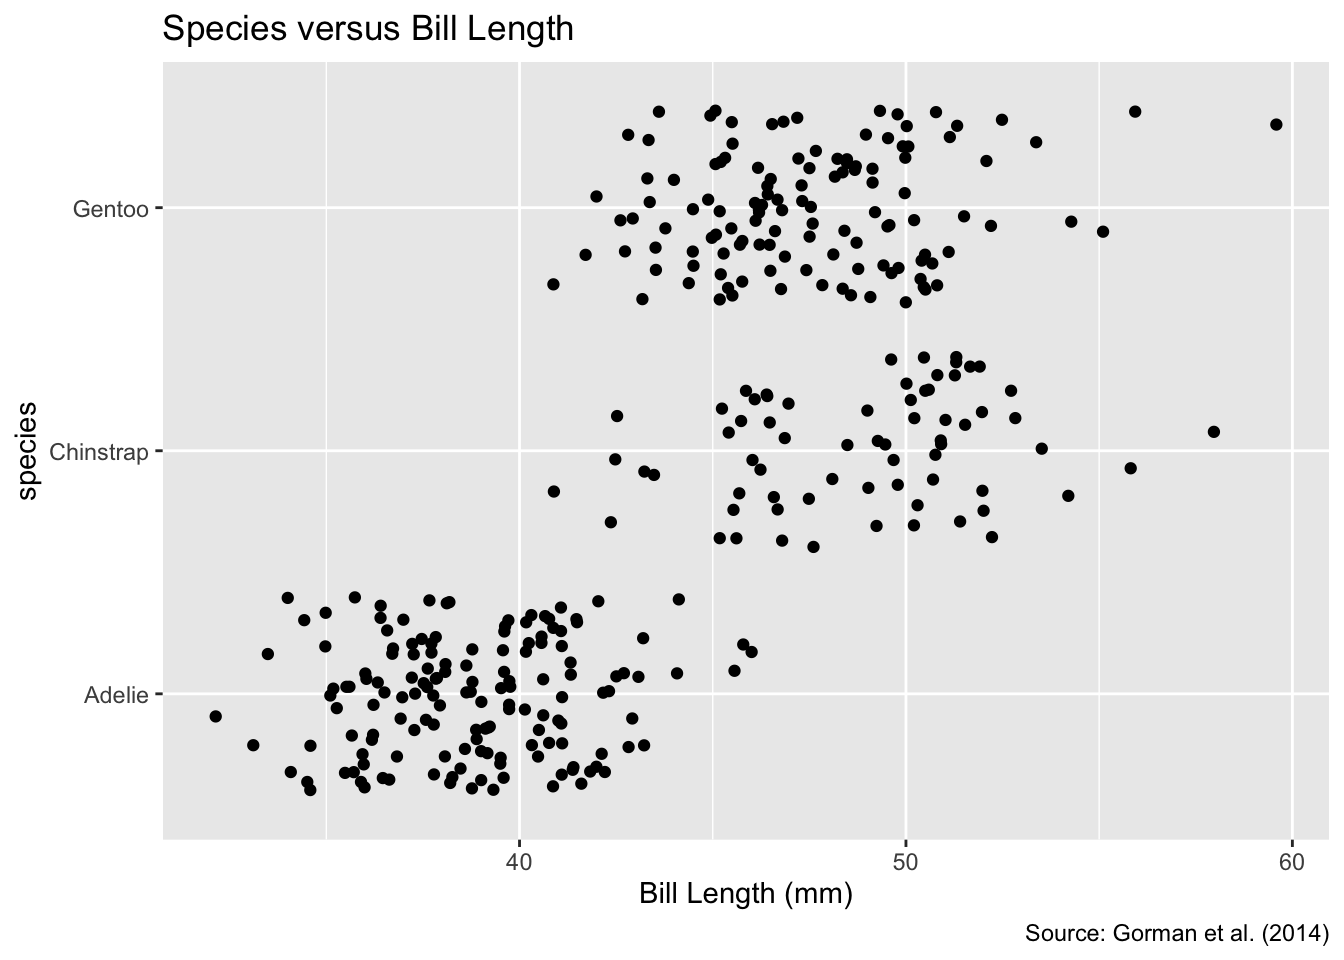 Species versus Bill Length
species
Gentoo
Chinstrap
Adelie
40 50 60
Bill Length (mm)
Source: Gorman et al. (2014)